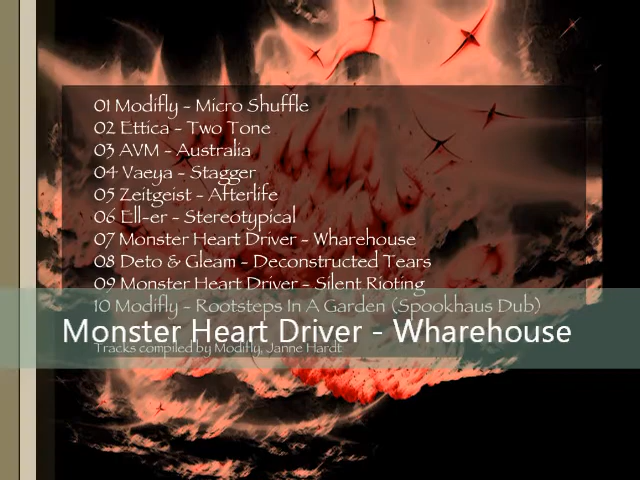 01 Modifly - Micro Shuffle
02 Ettica - Two Tone
03 AVM - Australia
04 Vaeya - Stagger
05 Zeitgeist - Afterlife
06 Ell-er - Stereotypical
07 Monster Heart Driver - Wharehouse
08 Deto & Gleam - Deconstructed Tears
09 Monster Heart Driver - Silent Rioting
10 Modifly - Rootsteps In A Garden (Spookhaus Dub)
Monster Heart Driver - Wharehouse
Tracks compiled by Modifly, Janne Hardt